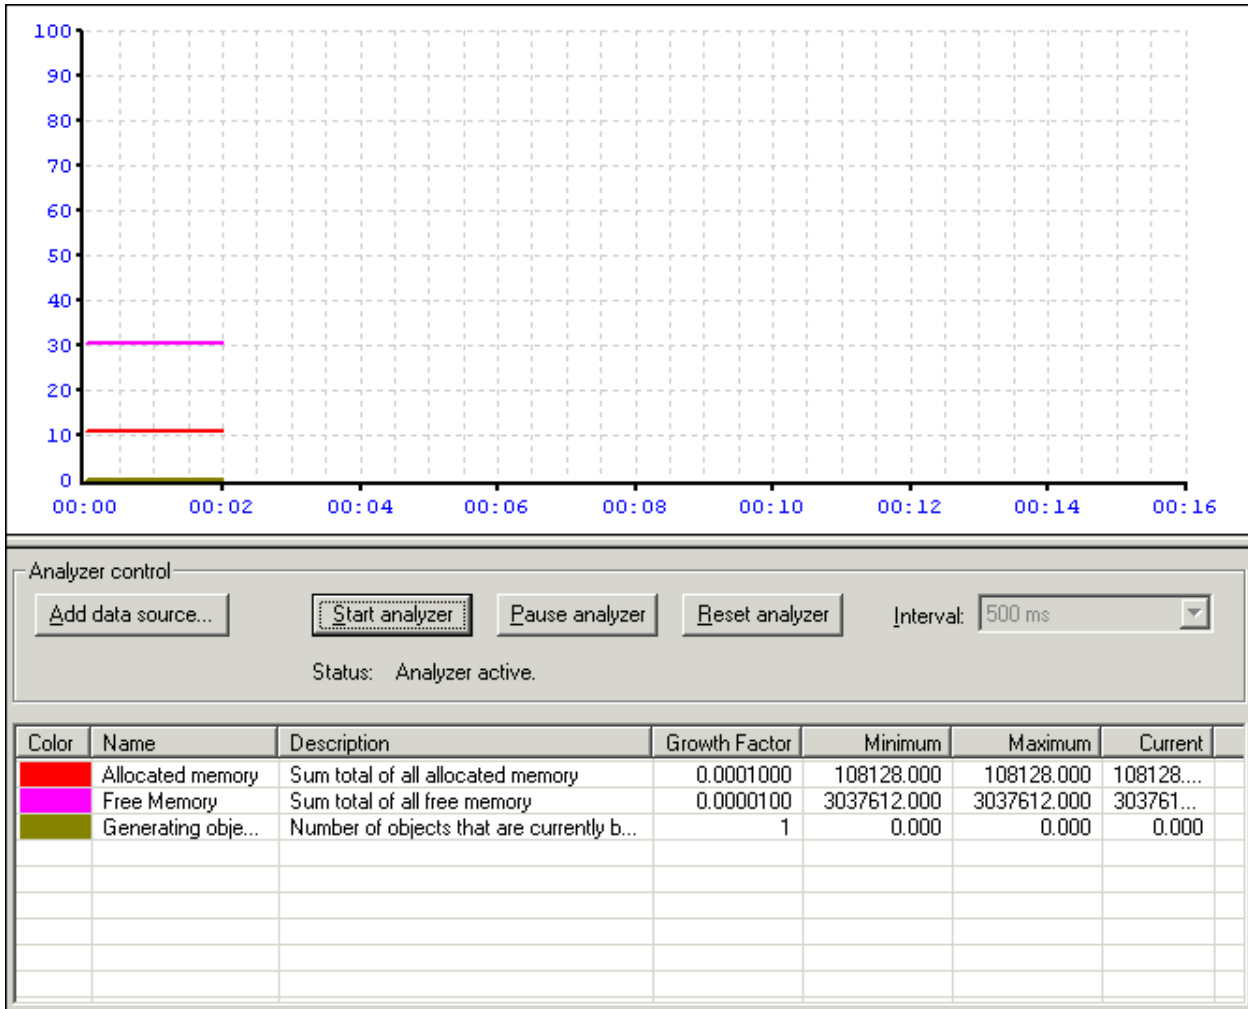 100
90
80
70
60
50
40
30
20
10
0
00:00 00:02 00:04 00:06 00:08 00:10 00:12 00:14 00:16
Analyzer control
Add data source... Start analyzer Pause analyzer Reset analyzer Interval: 500 ms
Status: Analyzer active.
Color Name Description Growth Factor Minimum Maximum Current
Allocated memory Sum total of all allocated memory 0.0001000 108128.000 108128.000 108128....
Free Memory Sum total of all free memory 0.0000100 3037612.000 3037612.000 303761...
Generating obje... Number of objects that are currently b... 1 0.000 0.000 0.000